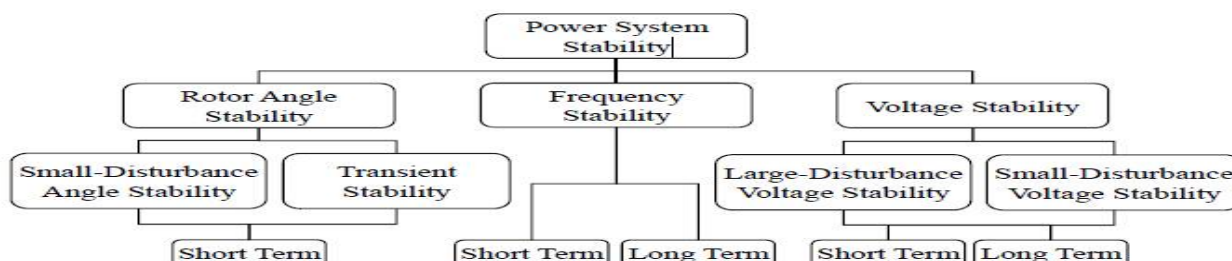 Power System
Stability
Rotor Angle
Stability
Frequency
Stability
Voltage Stability
Small-Disturbance
Angle Stability
Transient
Stability
Large-Disturbance
Voltage Stability
Small-Disturbance
Voltage Stability
Short Term
Short Term
Long Term
Short Term
Long Term